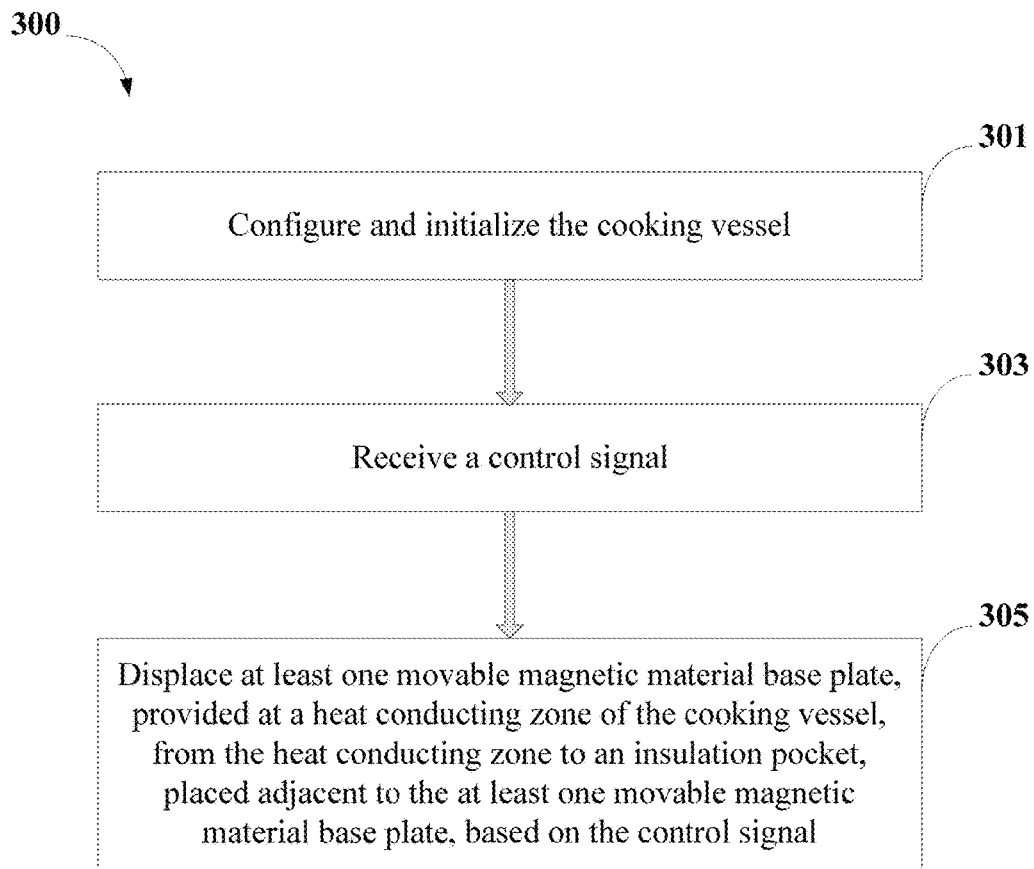 300
301
Configure and initialize the cooking vessel
303
Receive a control signal
305
Displace at least one movable magnetic material base plate,
provided at a heat conducting zone of the cooking vessel,
from the heat conducting zone to an insulation pocket,
placed adjacent to the at least one movable magnetic
material base plate, based on the control signal